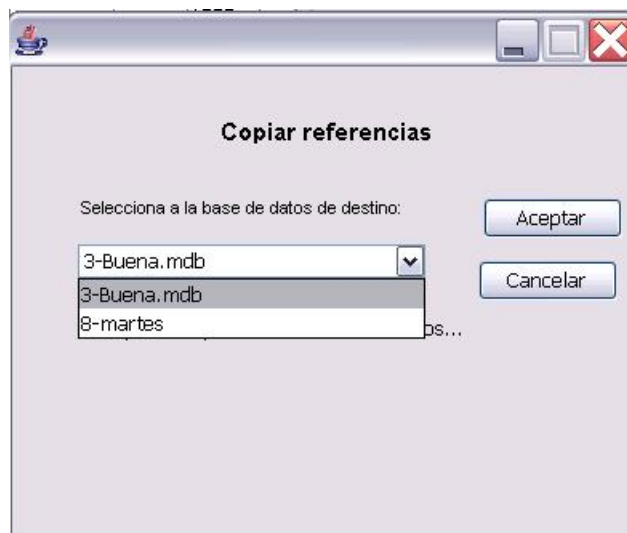 Copiar referencias
Selecciona a la base de datos de destino:
Aceptar
3-Buena.mdb
Cancelar
3-Buena.mdb
8-martes
os...